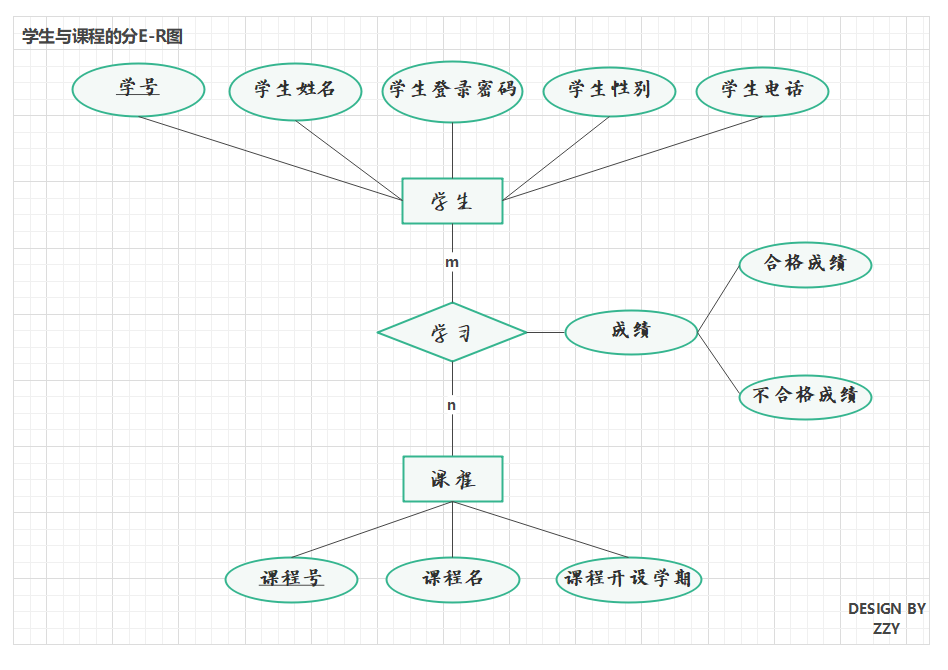 学生与课程的分E-R图
学号
学生姓名
学生登录密码
学生性别
学生电话
学生
m
合格成绩
学习
成绩
不合格成绩
n
课程
课程号
课程名
课程开设学期
DESIGN BY
ZZY